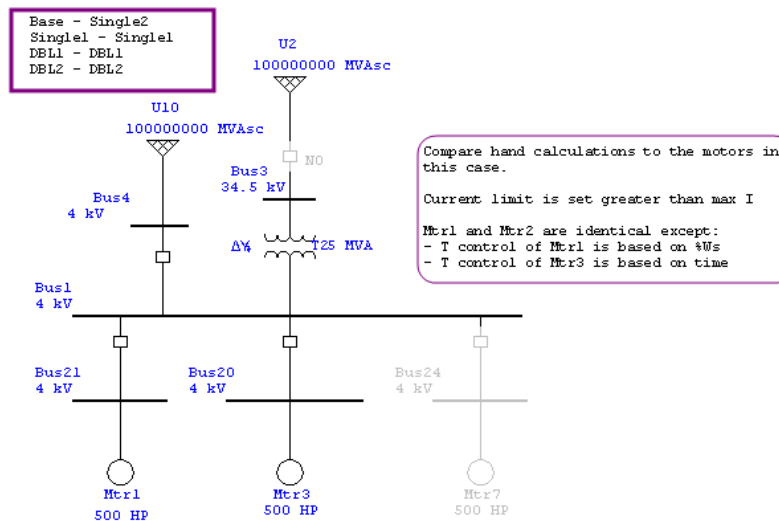 Base - Single2
Single1 - Single1
DBL1 - DBL1
DBL2 - DBL2
U2
100000000 MVAsc
U10
100000000 MVAsc
NO
Bus3
34.5 kV
Bus4
4 kV
T25 MVA
Compare hand calculations to the motors in
this case.
Current limit is set greater than max I
Mtr1 and Mtr2 are identical except:
- T control of Mtr1 is based on %Ws
- T control of Mtr3 is based on time
Bus1
4 kV
Bus21
4 kV
Bus20
4 kV
Bus24
4 kV
Mtr1
500 HP
Mtr3
500 HP
Mtr7
500 HP